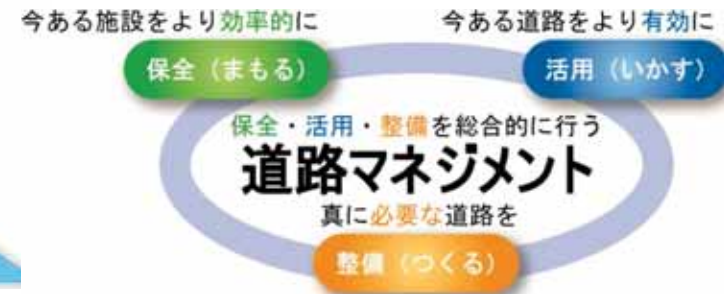 今ある施設をより効率的に
今ある道路をより有効に
保全（まもる）
活用（いかす）
保全・活用・整備を総合的に行う
道路マネジメント
真に必要な道路を
整備（つくる）